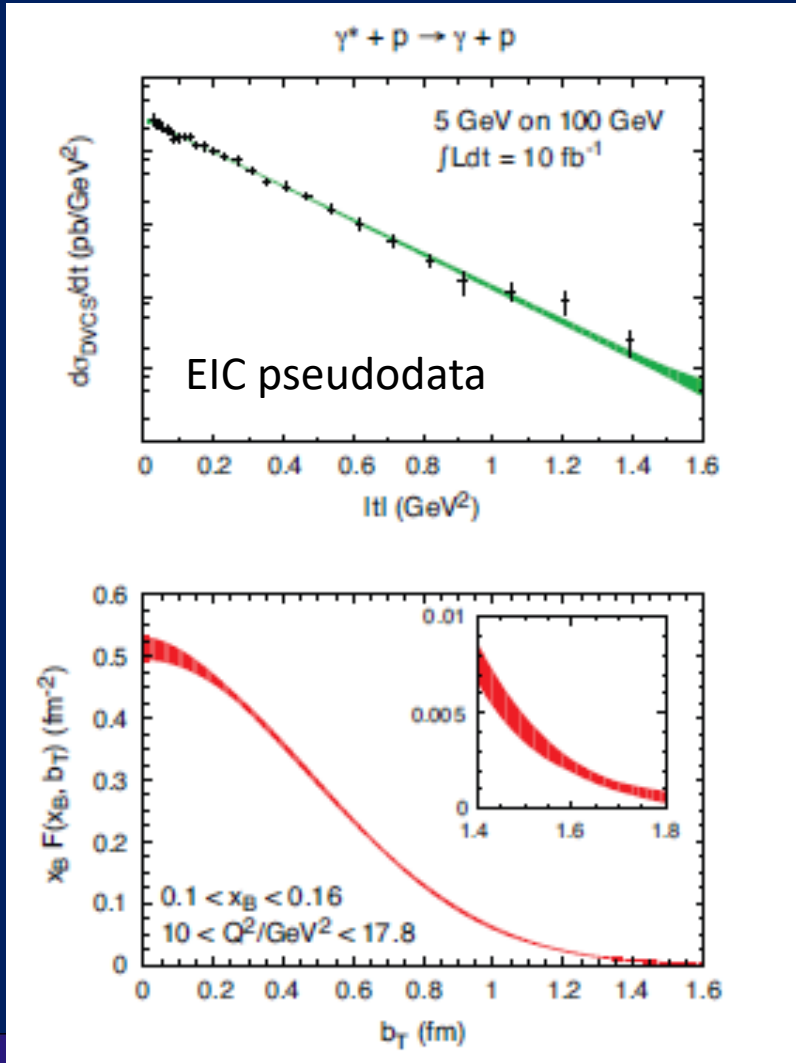 γ* + p → γ + p
5 GeV on 100 GeV
∫Ldt = 10 fb⁻¹
dσ_DVCS/dt (pb/GeV²)
EIC pseudodata
0 0.2 0.4 0.6 0.8 1 1.2 1.4 1.6
|t| (GeV²)
0.6
0.5
0.4
0.3
0.2
0.1
0
x_B F(x_B, b_T) (fm⁻²)
0.01
0.005
0
1.4 1.6 1.8
0.1 < x_B < 0.16
10 < Q²/GeV² < 17.8
0 0.2 0.4 0.6 0.8 1 1.2 1.4 1.6
b_T (fm)